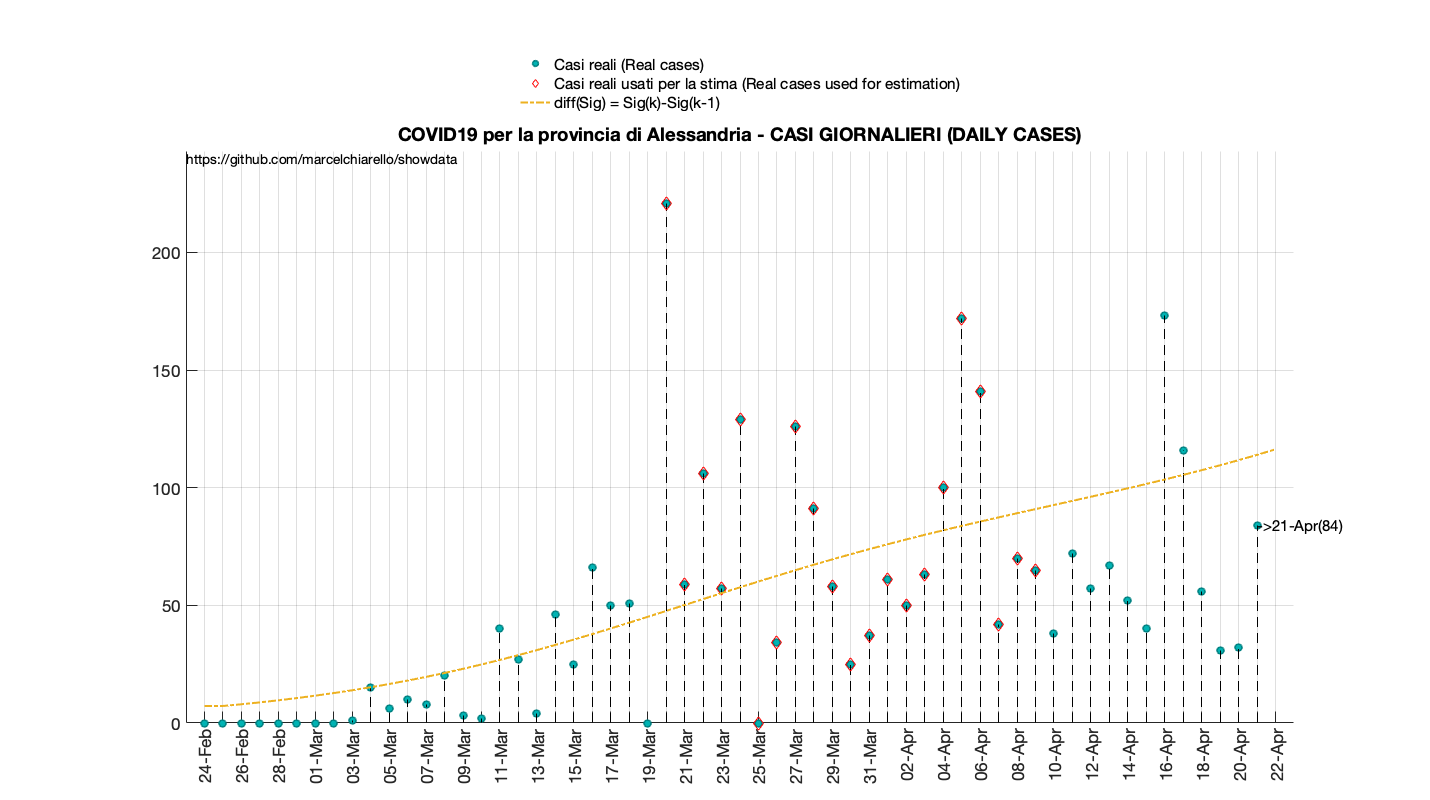 Casi reali (Real cases)
Casi reali usati per la stima (Real cases used for estimation)
diff(Sig) = Sig(k)-Sig(k-1)
COVID19 per la provincia di Alessandria - CASI GIORNALIERI (DAILY CASES)
https://github.com/marcelchiarello/showdata
200
150
100
50
0
->21-Apr(84)
24-Feb
26-Feb
28-Feb
01-Mar
03-Mar
05-Mar
07-Mar
09-Mar
11-Mar
13-Mar
15-Mar
17-Mar
19-Mar
21-Mar
23-Mar
25-Mar
27-Mar
29-Mar
31-Mar
02-Apr
04-Apr
06-Apr
08-Apr
10-Apr
12-Apr
14-Apr
16-Apr
18-Apr
20-Apr
22-Apr